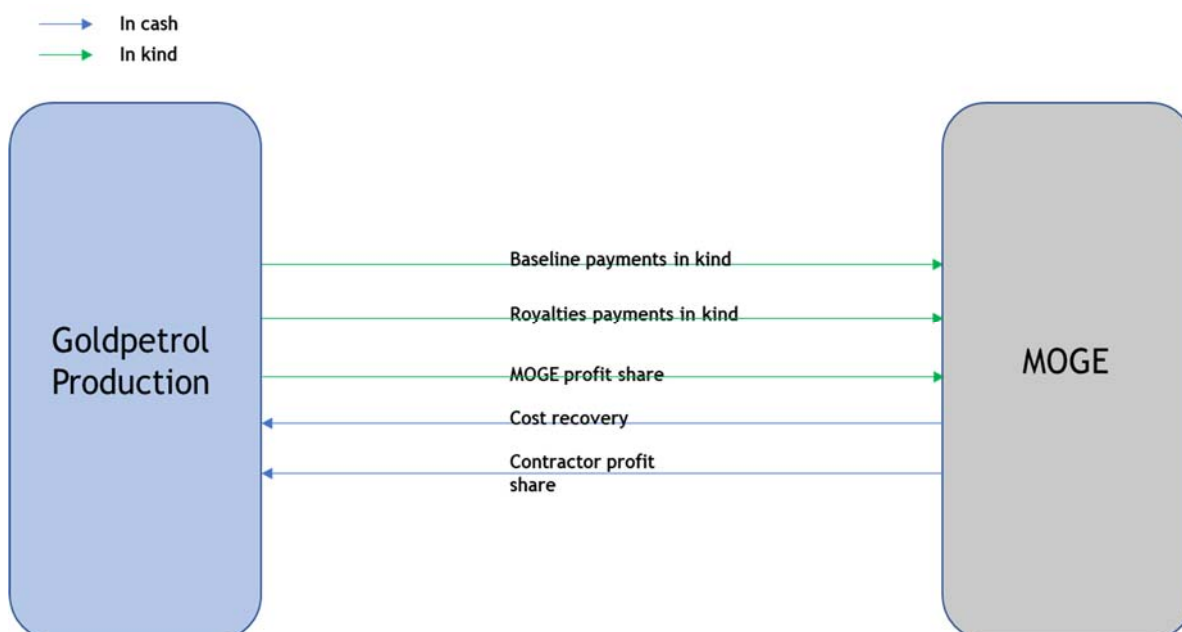 In cash
In kind
Goldpetrol
Production
Baseline payments in kind
Royalties payments in kind
MOGE profit share
Cost recovery
Contractor profit
share
MOGE